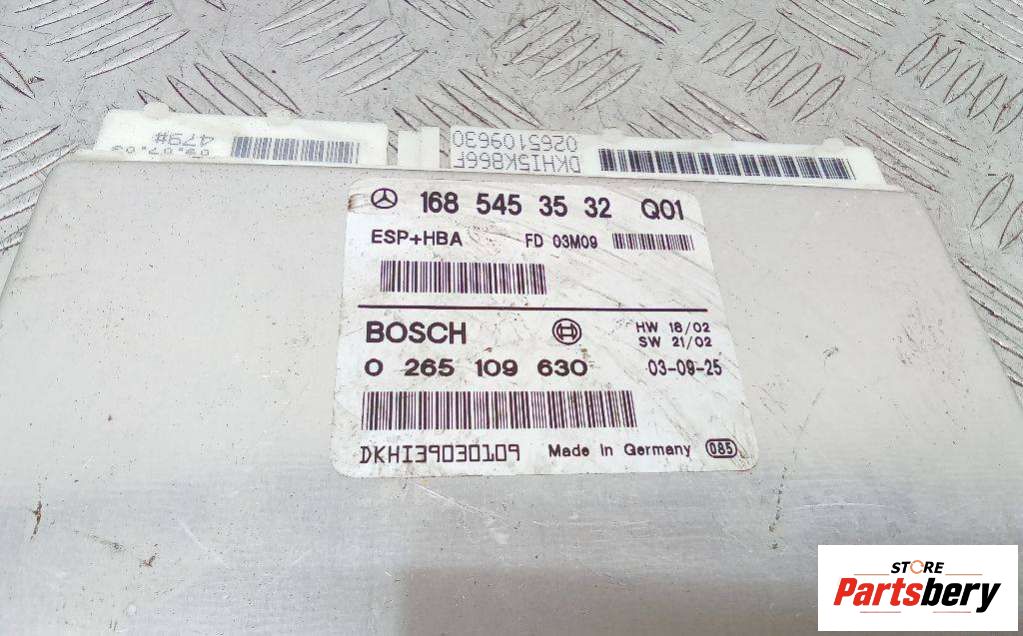 479#
0265109630
DKHI5K866F
168 545 35 32 Q01
ESP+HBA FD 03M09
BOSCH HW 18/02
SW 21/02
0 265 109 630 03-09-25
DKHI39030109 Made in Germany 085
STORE
Partsbery